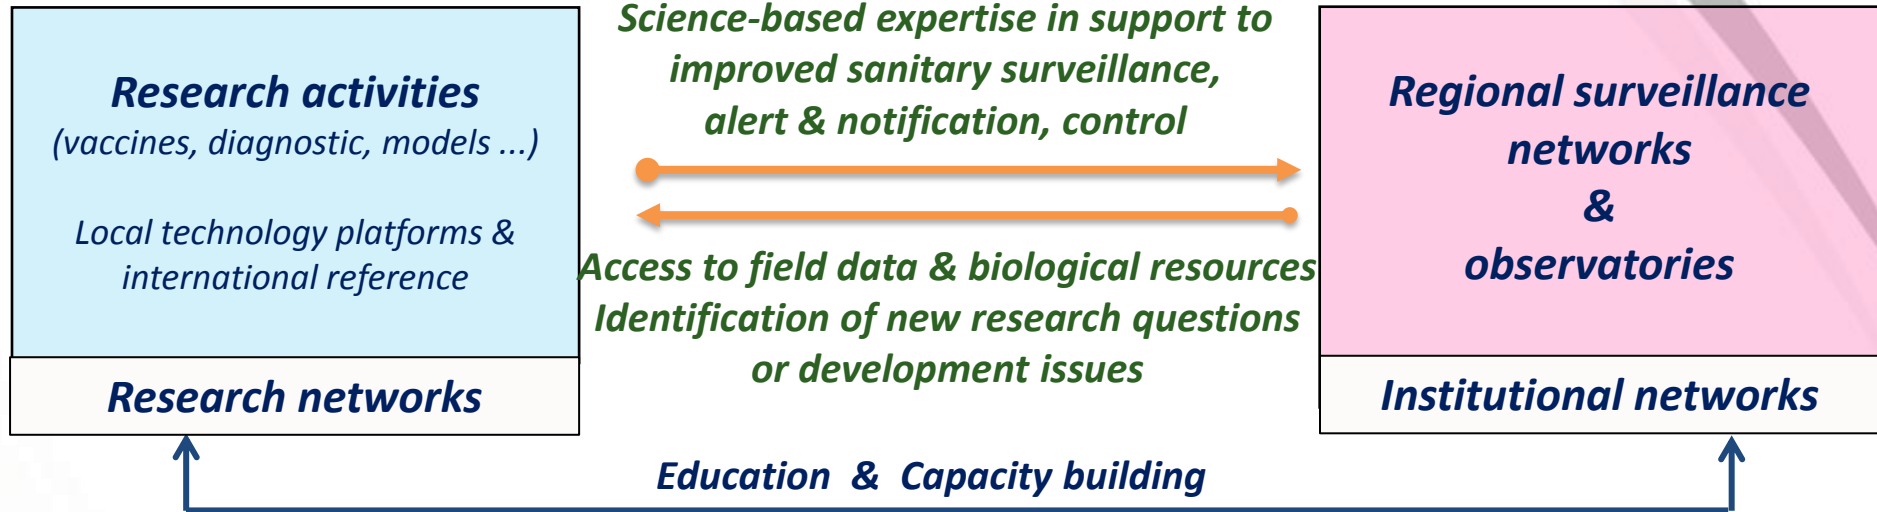 Research activities
(vaccines, diagnostic, models ...)
Local technology platforms &
international reference
Research networks
Science-based expertise in support to
improved sanitary surveillance,
alert & notification, control
Access to field data & biological resources
Identification of new research questions
or development issues
Regional surveillance
networks
&
observatories
Institutional networks
Education & Capacity building